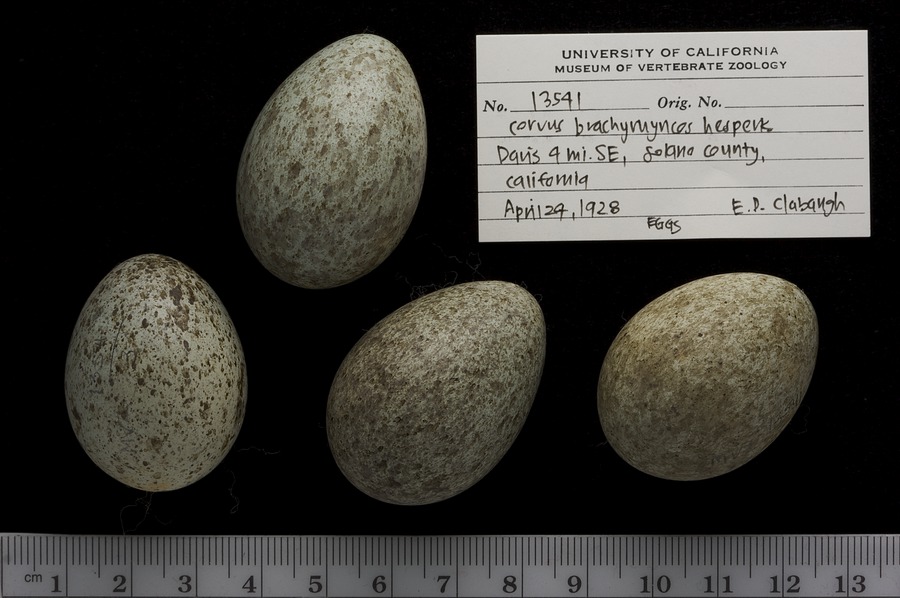 UNIVERSITY OF CALIFORNIA
MUSEUM OF VERTEBRATE ZOOLOGY
No. 13541 Orig. No.
corvus brachyrhyncos hesperis
Davis 4 mi. SE, Solano county,
california
April 24, 1928 E.D. Clabaugh
EGGS
cm 1 2 3 4 5 6 7 8 9 10 11 12 13